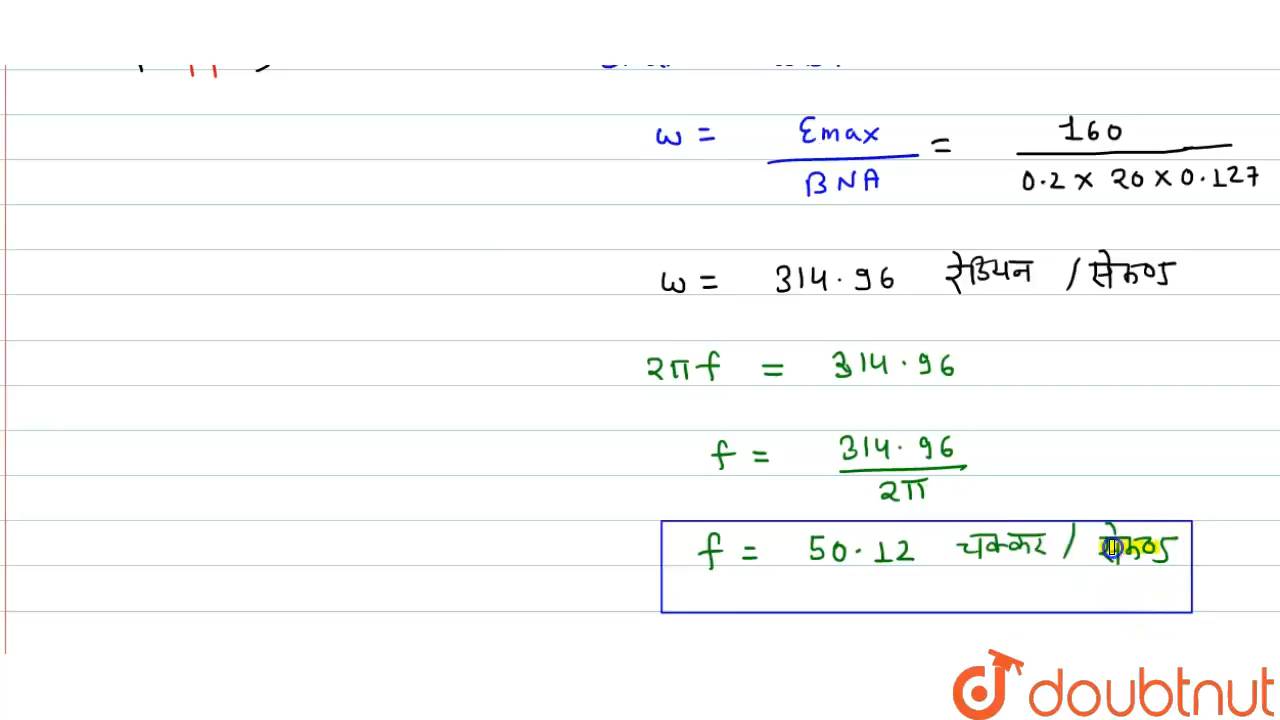 ω = Ɛmax / BNA = 160 / 0.2 x 20 x 0.127
ω = 314.96 रेडियन / सेकण्ड
2πf = 314.96
f = 314.96 / 2π
f = 50.12 चक्कर / सेकण्ड
doubtnut